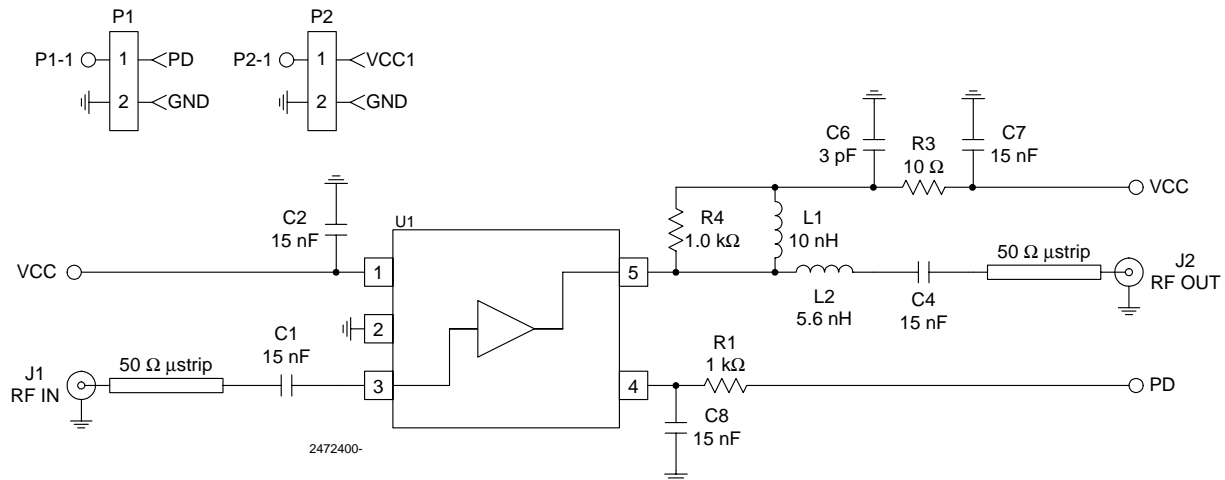 P1
P2
P1-1
1
PD
2
GND
P2-1
1
VCC1
2
GND
C6
3 pF
R3
10 Ω
C7
15 nF
VCC
C2
15 nF
U1
R4
1.0 kΩ
L1
10 nH
VCC
1
5
50 Ω μstrip
J2
RF OUT
L2
5.6 nH
C4
15 nF
2
C1
15 nF
R1
1 kΩ
J1
RF IN
50 Ω μstrip
3
4
PD
C8
15 nF
2472400-